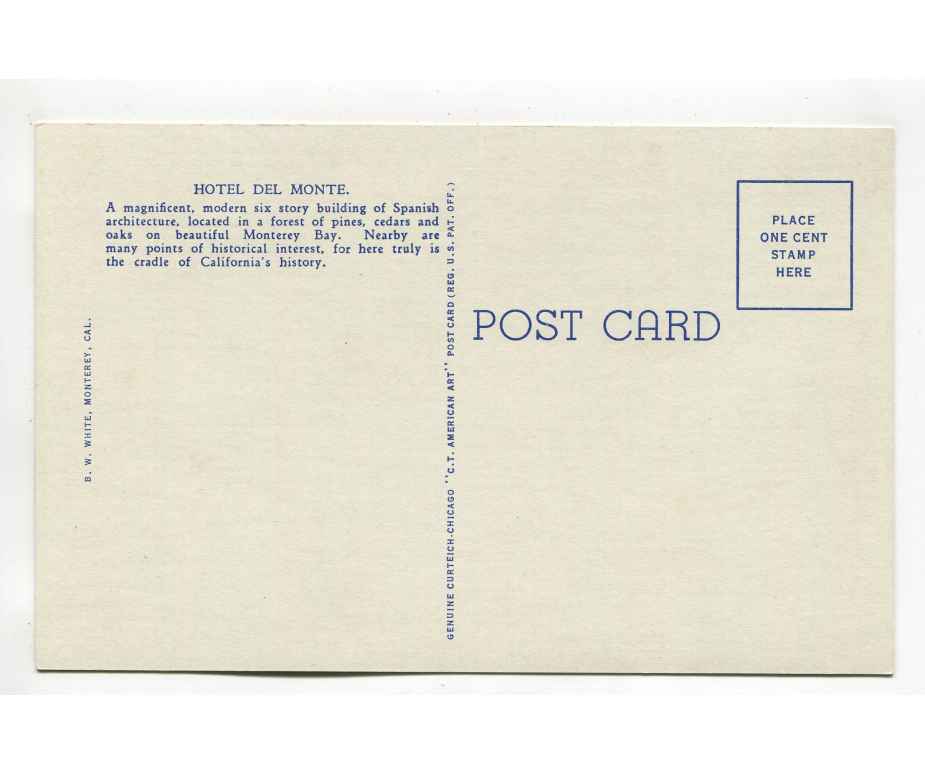 HOTEL DEL MONTE.
A magnificent, modern six story building of Spanish
architecture, located in a forest of pines, cedars and
oaks on beautiful Monterey Bay. Nearby are
many points of historical interest, for here truly is
the cradle of California's history.
B. W. WHITE, MONTEREY, CAL.
GENUINE CURTEICH-CHICAGO "C.T. AMERICAN ART" POST CARD (REG. U.S. PAT. OFF.)
POST CARD
PLACE
ONE CENT
STAMP
HERE